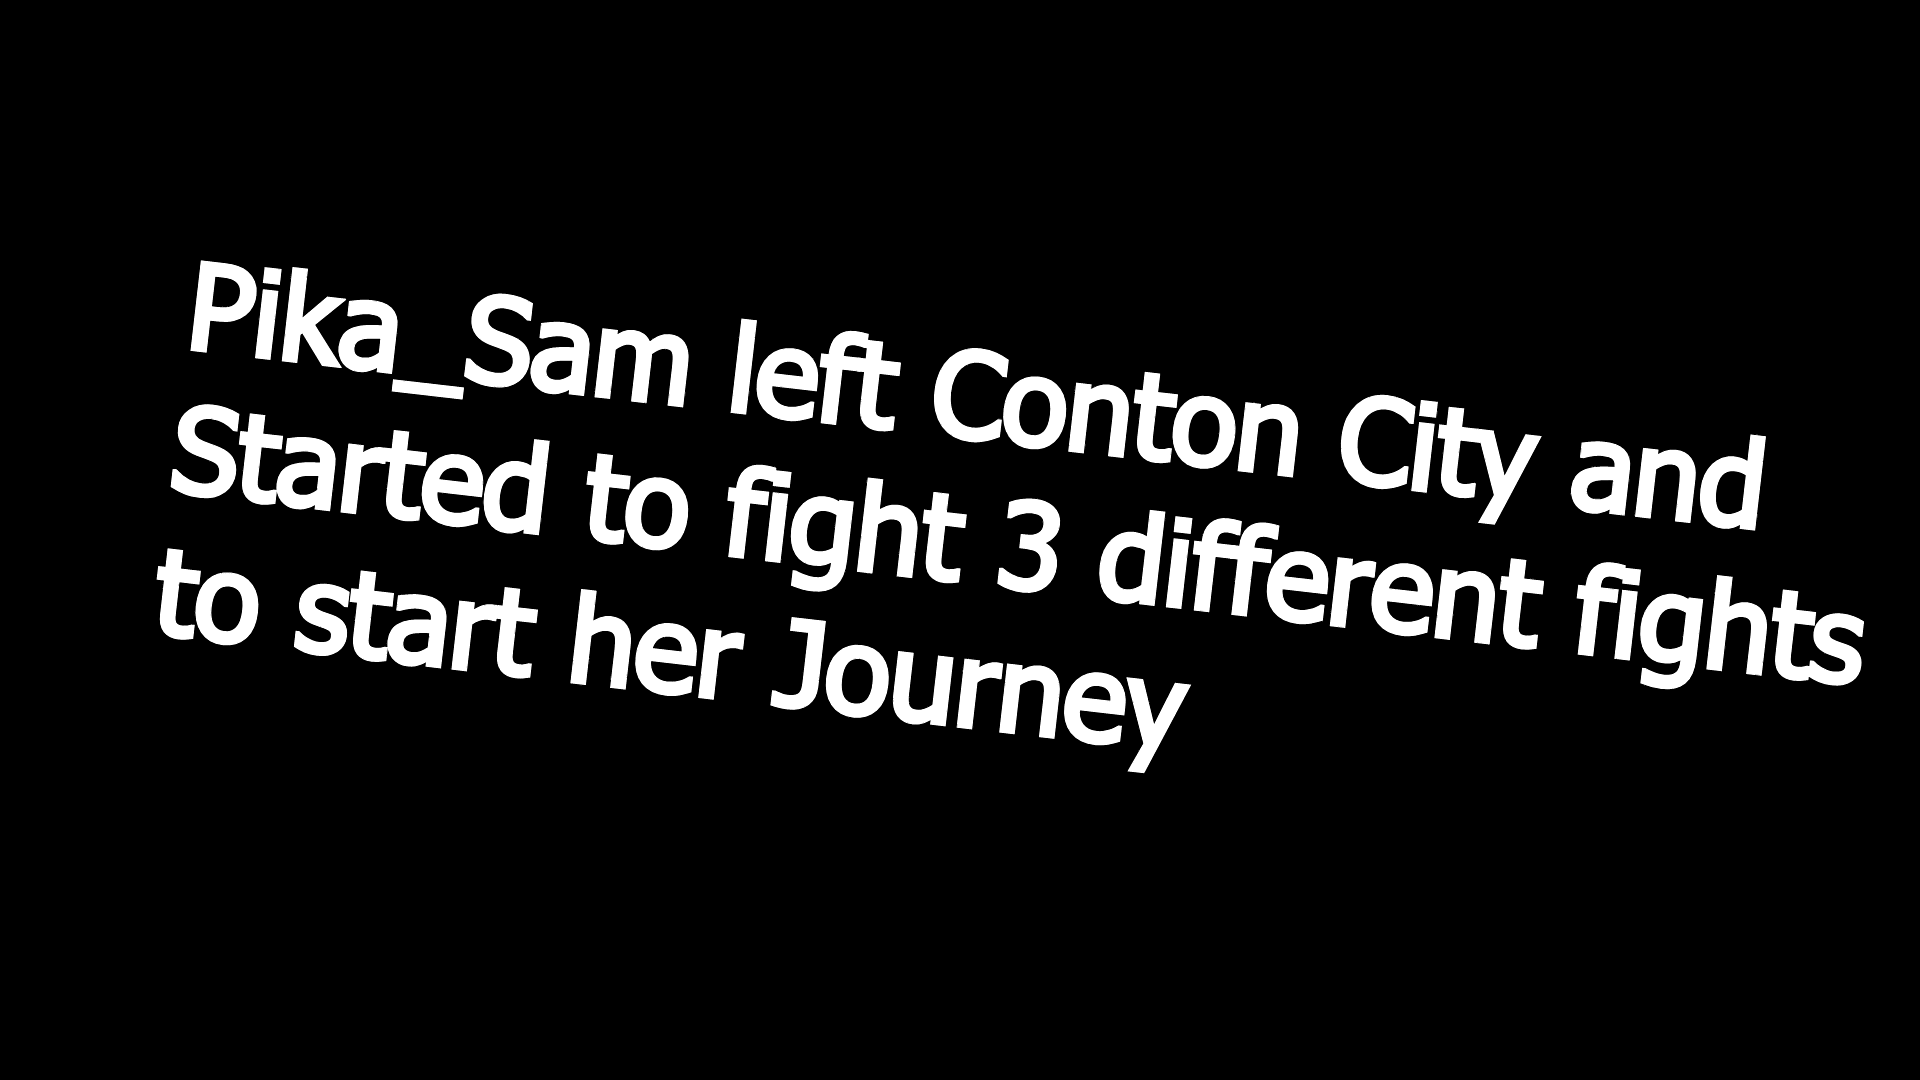 Pika_Sam left Conton City and
Started to fight 3 different fights
to start her Journey